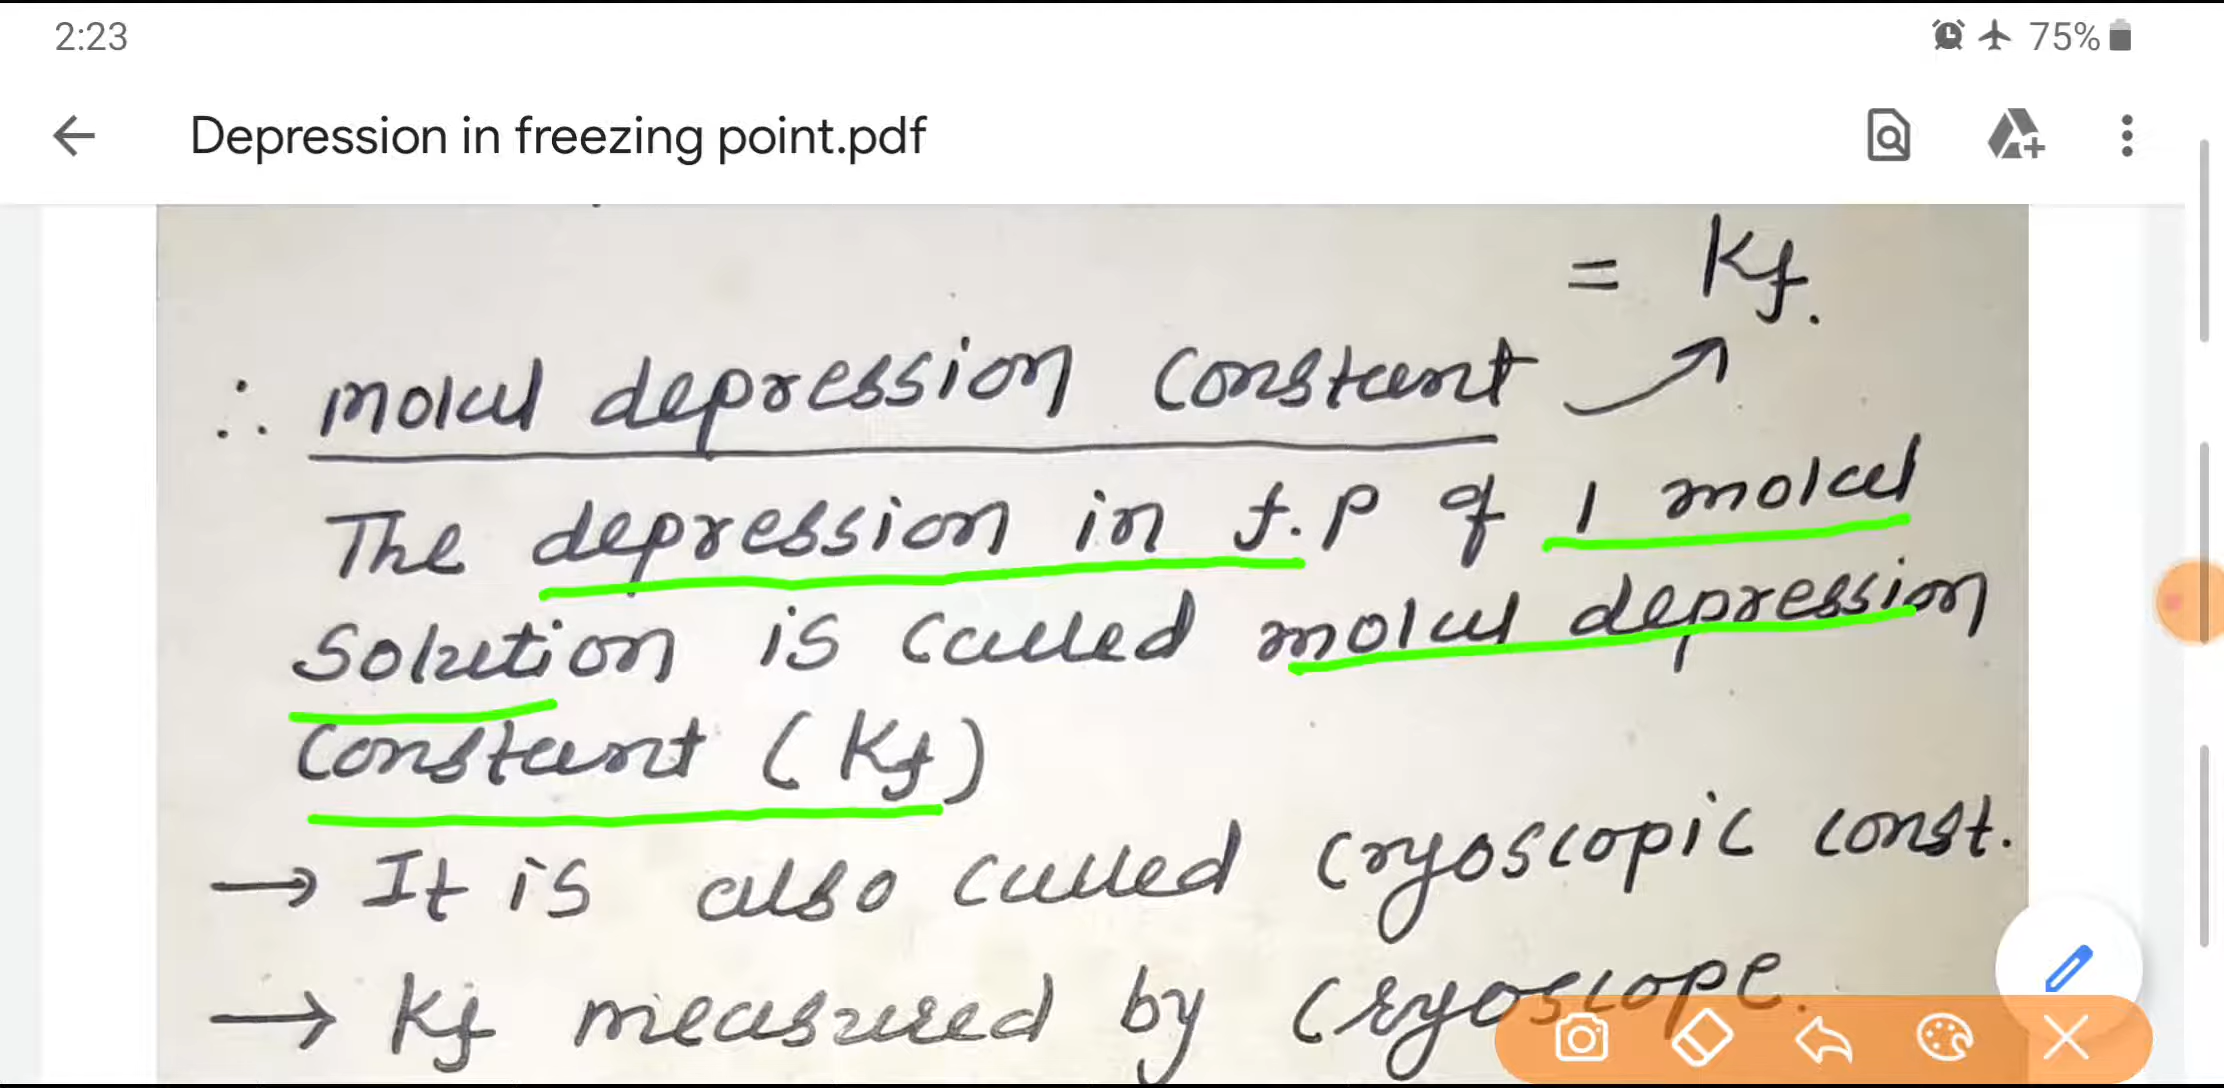 2:23
75%
Depression in freezing point.pdf
= Kf.
∴ molal depression constant
The depression in f.P of 1 molal
solution is called molal depression
constant (Kf)
→ It is also called cryoscopic const.
→ Kf measured by cryoscope.